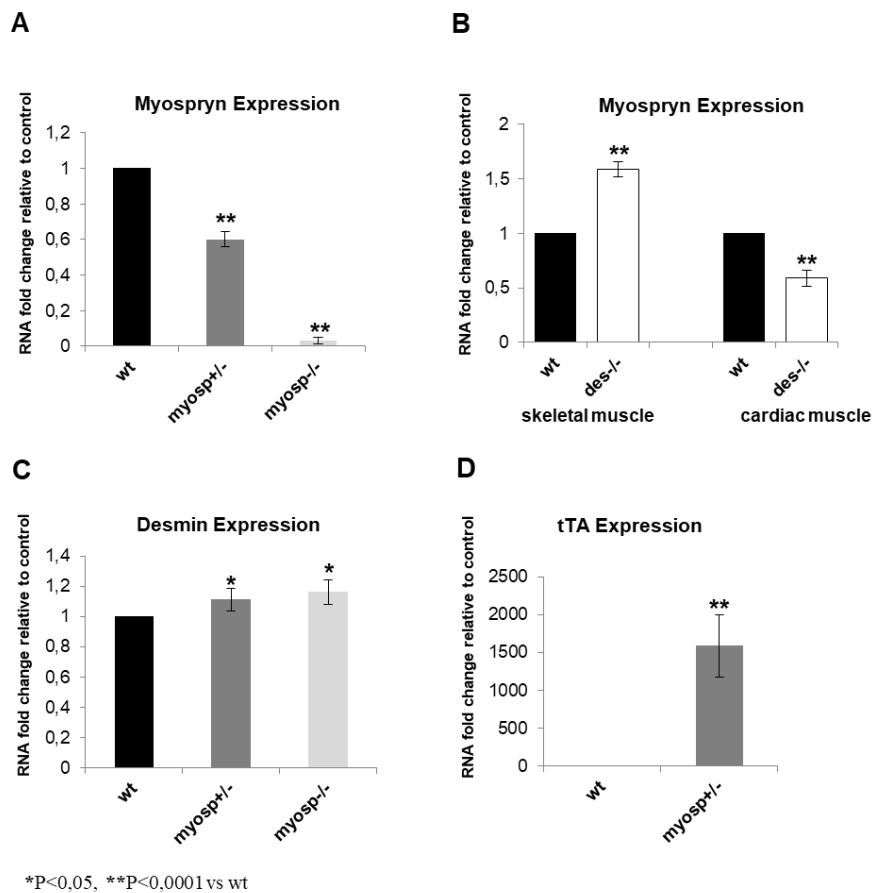 A
Myospryn Expression
RNA fold change relative to control
1,2
1
0,8
0,6
0,4
0,2
0
**
**
wt
myosp+/-
myosp-/-
B
Myospryn Expression
RNA fold change relative to control
2
1,5
1
0,5
0
**
**
wt
des-/-
wt
des-/-
skeletal muscle
cardiac muscle
C
Desmin Expression
RNA fold change relative to control
1,4
1,2
1
0,8
0,6
0,4
0,2
0
*
*
wt
myosp+/-
myosp-/-
D
tTA Expression
RNA fold change relative to control
2500
2000
1500
1000
500
0
**
wt
myosp+/-
*P<0,05, **P<0,0001 vs wt